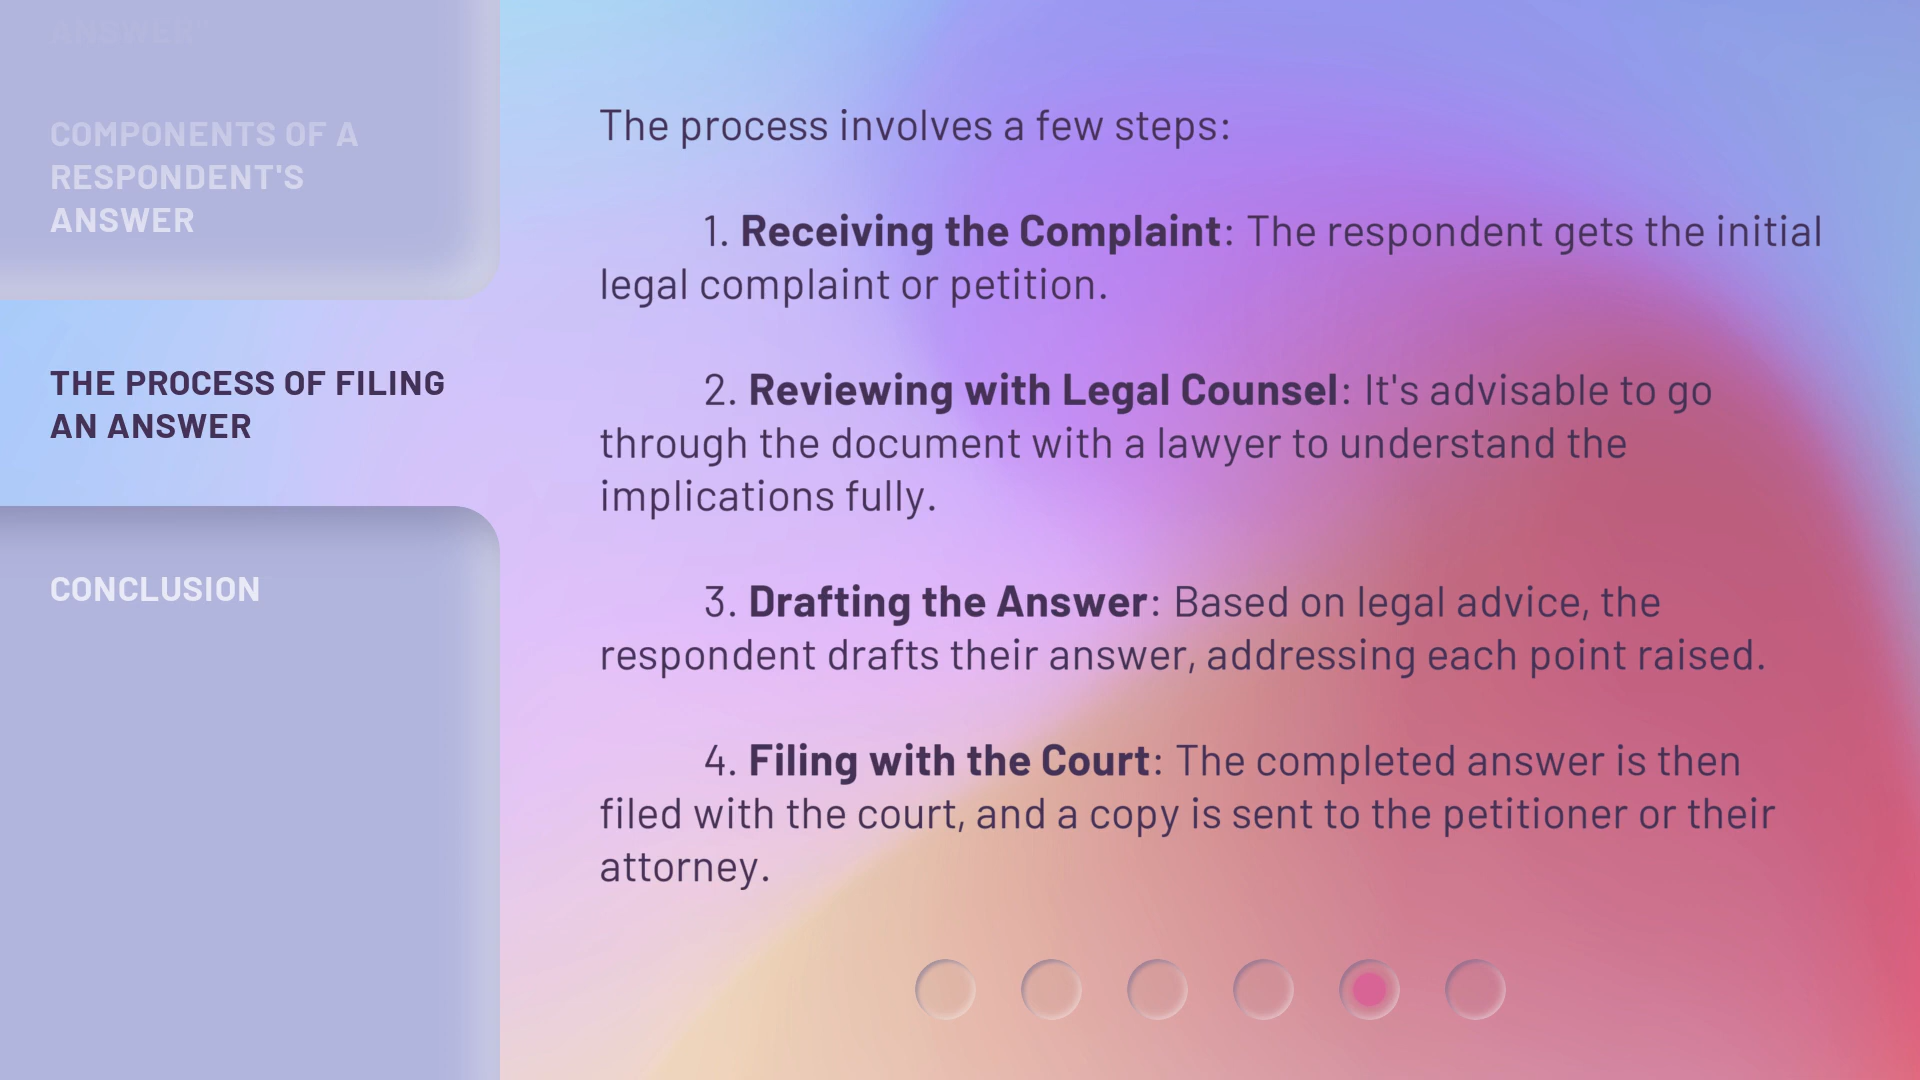 ANSWER"
COMPONENTS OF A
RESPONDENT'S
ANSWER
THE PROCESS OF FILING
AN ANSWER
CONCLUSION
The process involves a few steps:
1. Receiving the Complaint: The respondent gets the initial
legal complaint or petition.
2. Reviewing with Legal Counsel: It's advisable to go
through the document with a lawyer to understand the
implications fully.
3. Drafting the Answer: Based on legal advice, the
respondent drafts their answer, addressing each point raised.
4. Filing with the Court: The completed answer is then
filed with the court, and a copy is sent to the petitioner or their
attorney.